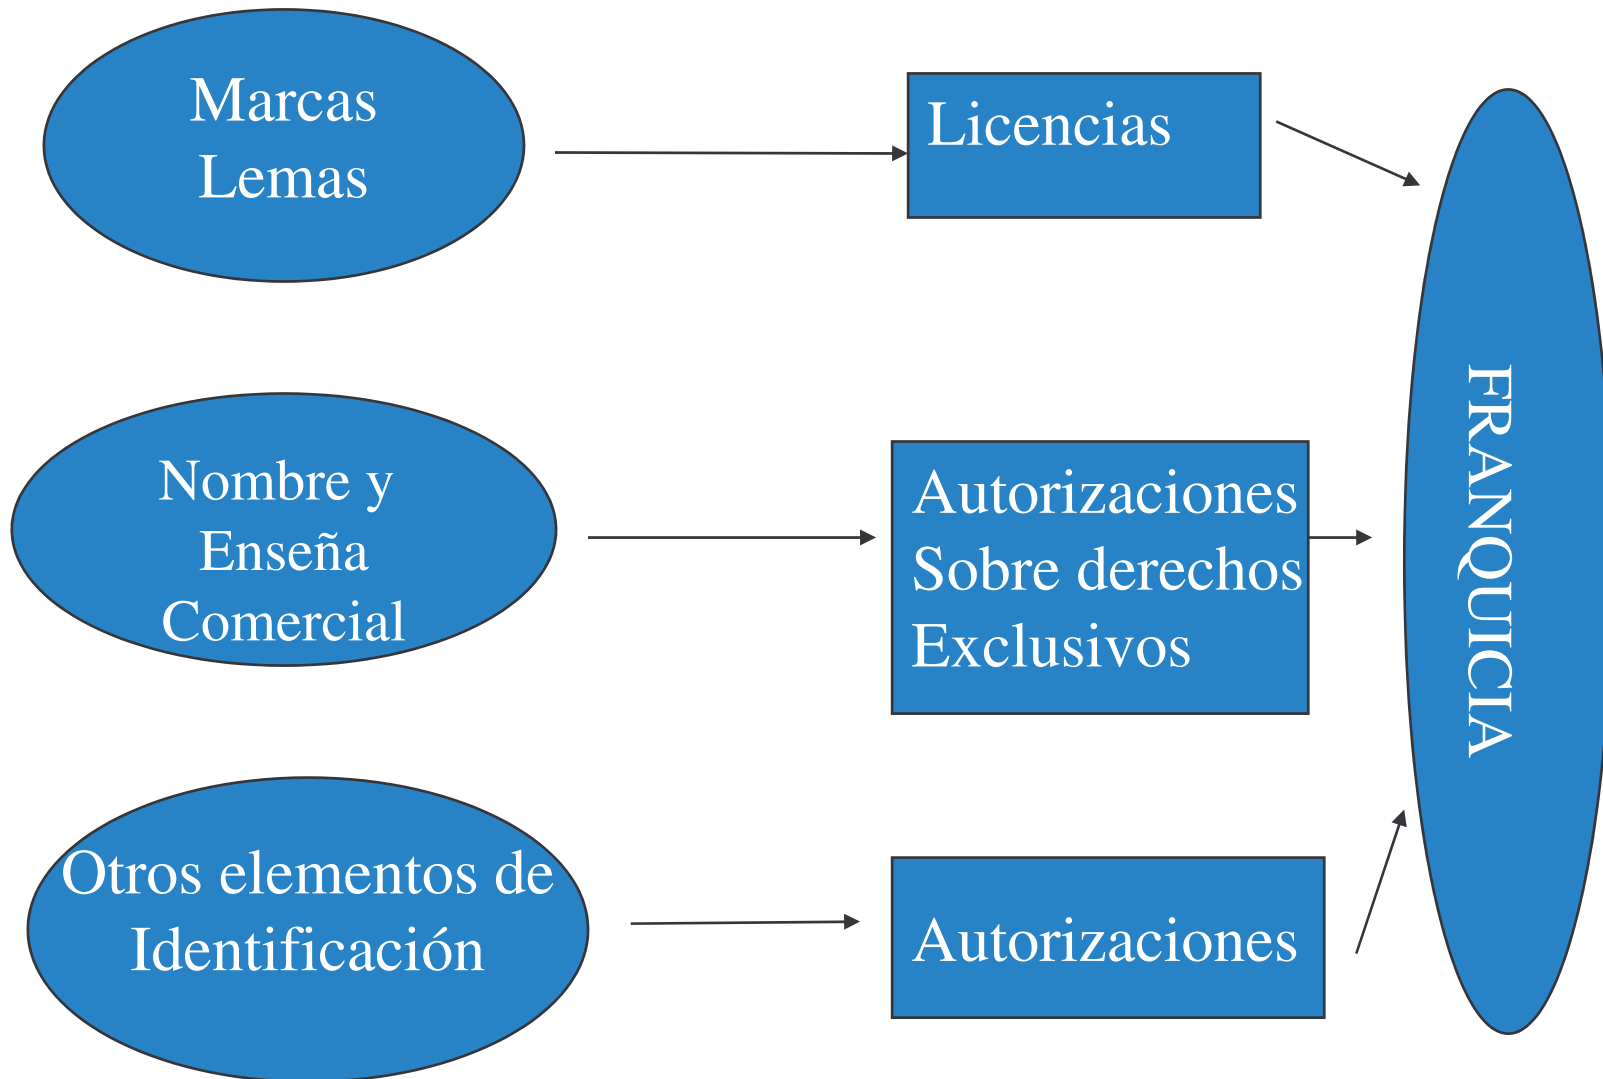 Marcas
Lemas
Licencias
Nombre y
Enseña
Comercial
Autorizaciones
Sobre derechos
Exclusivos
Otros elementos de
Identificación
Autorizaciones
FRANQUICIA